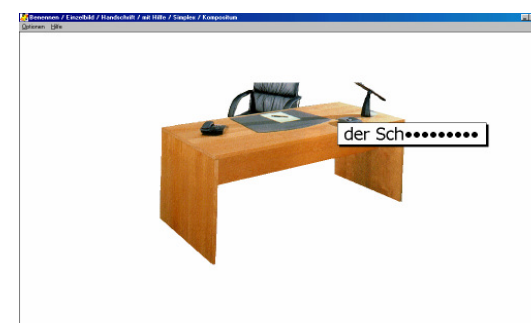 Benennen / Einzelbild / Handschrift / mit Hilfe / Simplex / Kompositum
Optionen Hilfe
der Sch•••••••••